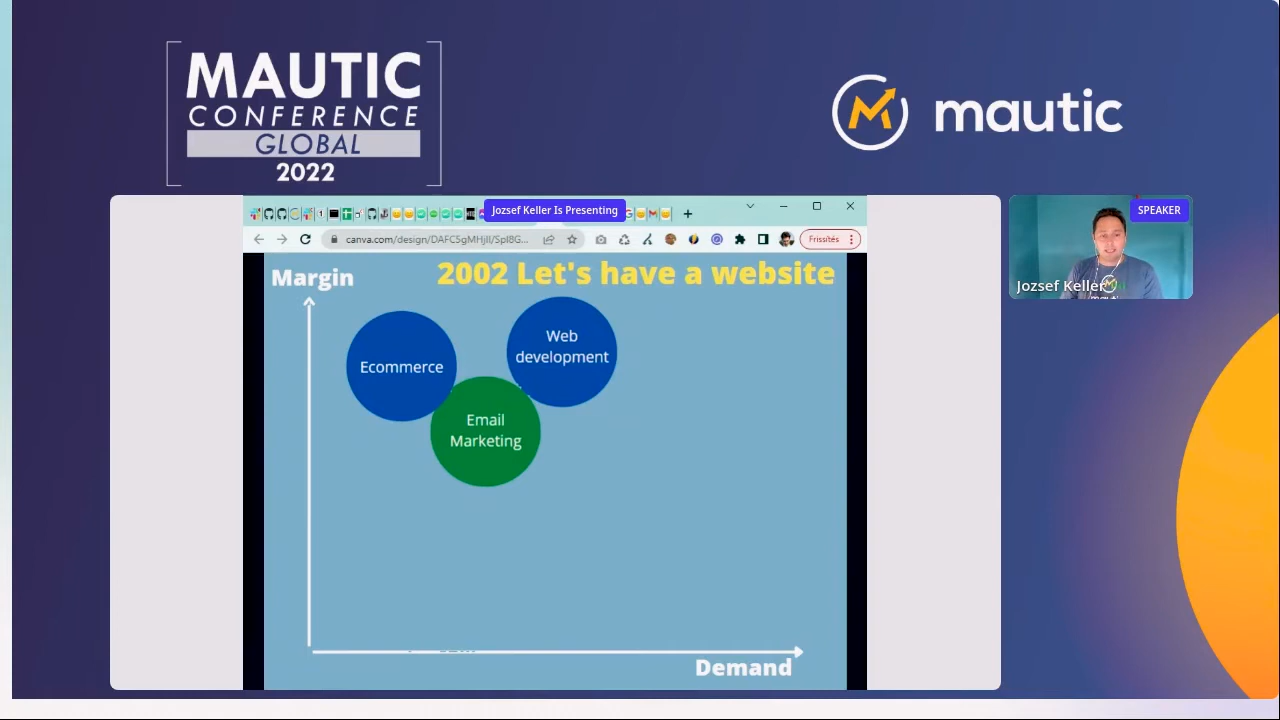 MAUTIC
CONFERENCE
GLOBAL
2022
mautic
Jozsef Keller Is Presenting
SPEAKER
canva.com/design/DAFC5gMHjiI/SpI8G...
Frissítés
Jozsef Keller
Margin
2002 Let's have a website
Ecommerce
Web
development
Email
Marketing
Demand